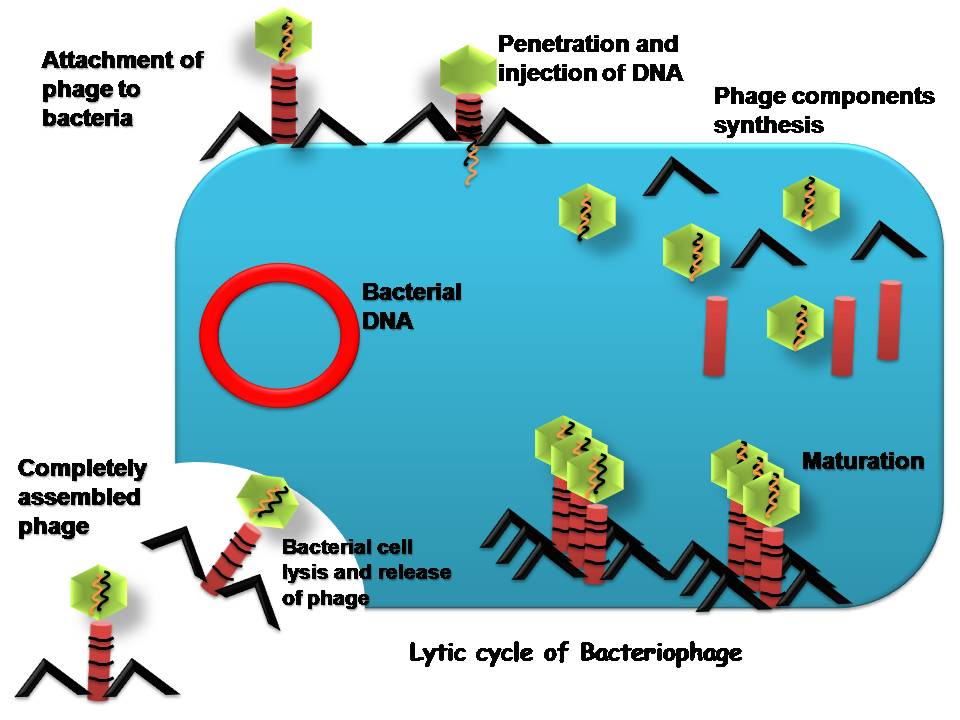 Attachment of
phage to
bacteria
Penetration and
injection of DNA
Phage components
synthesis
Bacterial
DNA
Maturation
Completely
assembled
phage
Bacterial cell
lysis and release
of phage
Lytic cycle of Bacteriophage